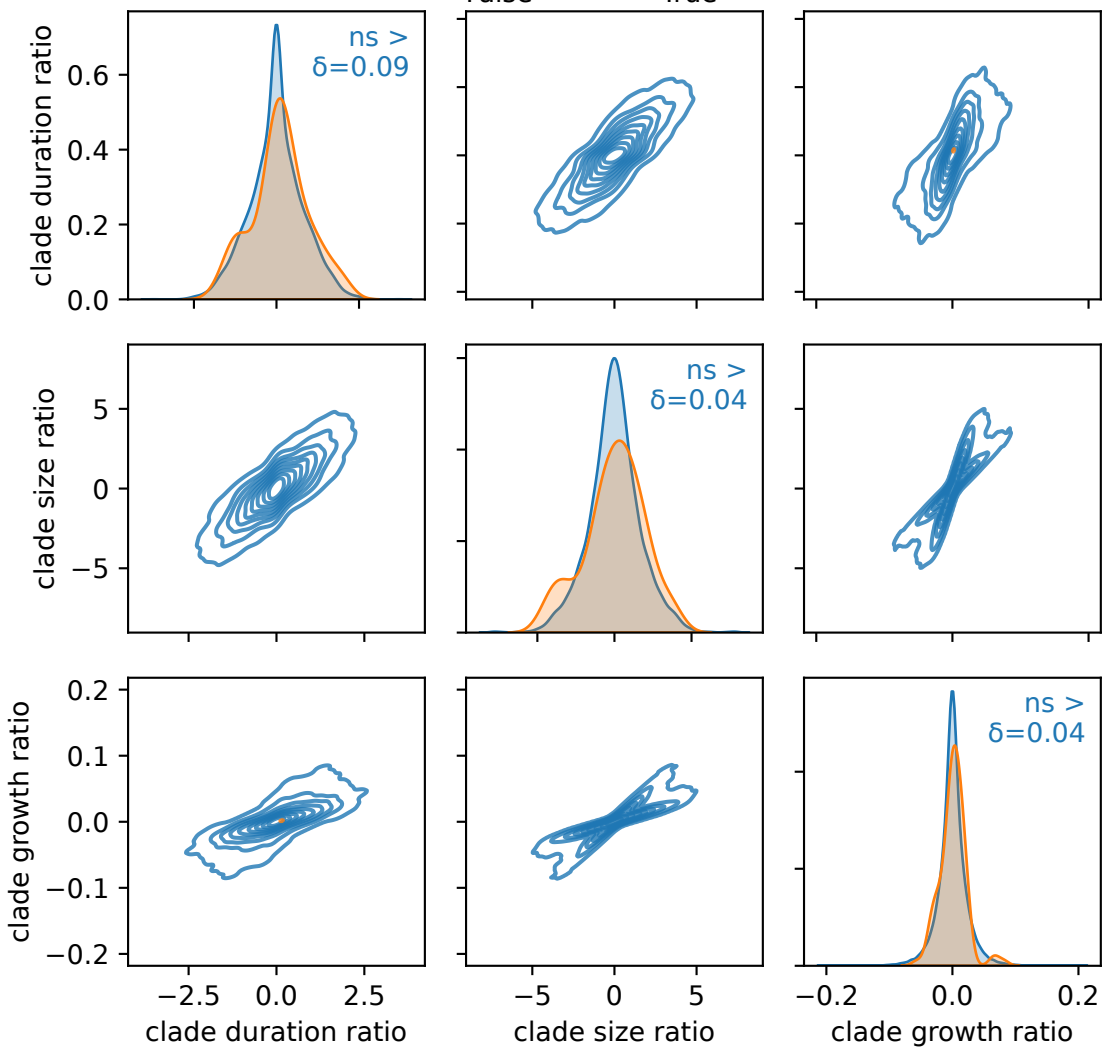 ns >
δ=0.09
clade duration ratio
0.6
0.4
0.2
0.0
ns >
δ=0.04
clade size ratio
5
0
−5
ns >
δ=0.04
clade growth ratio
0.2
0.1
0.0
−0.1
−0.2
−2.5 0.0 2.5
−5 0 5
−0.2 0.0 0.2
clade duration ratio
clade size ratio
clade growth ratio